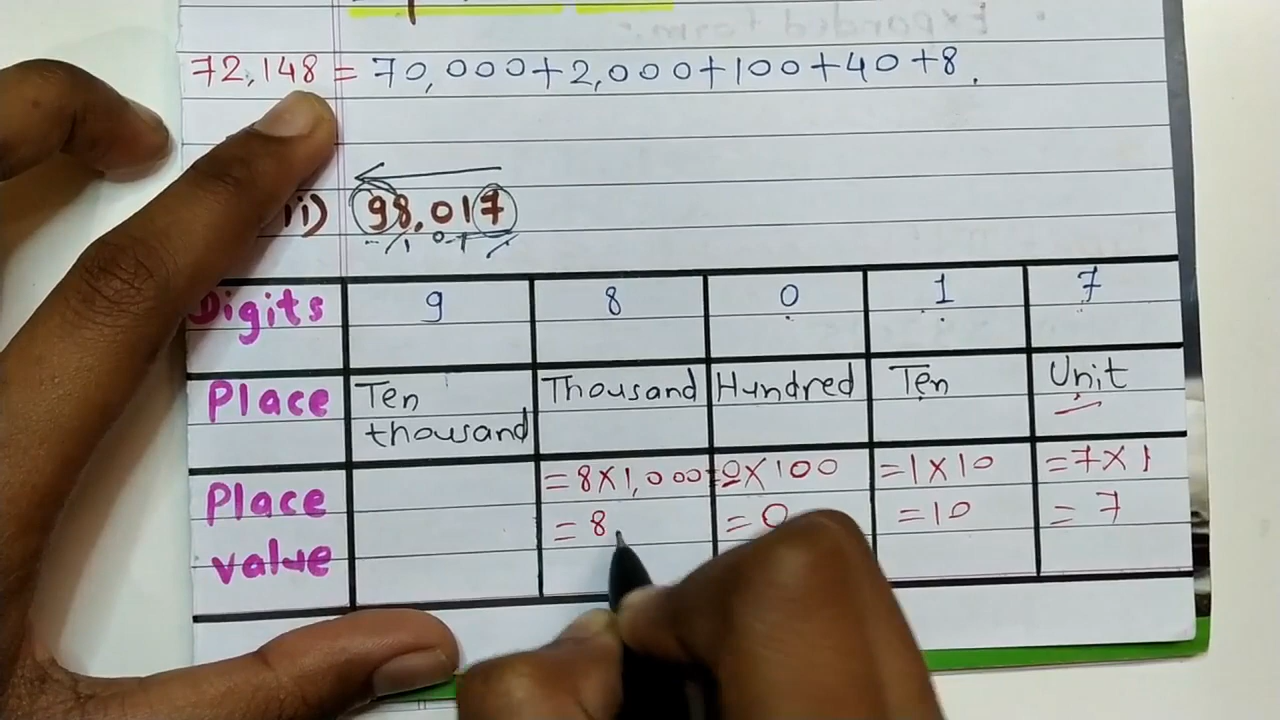 72,148 = 70,000+2,000+100+40+8.
ii) 98,017
Digits 9 8 0 1 7
Place Ten thousand Thousand Hundred Ten Unit
Place value =8×1,000 =0×100 =1×10 =7×1
=8, =0 =10 =7